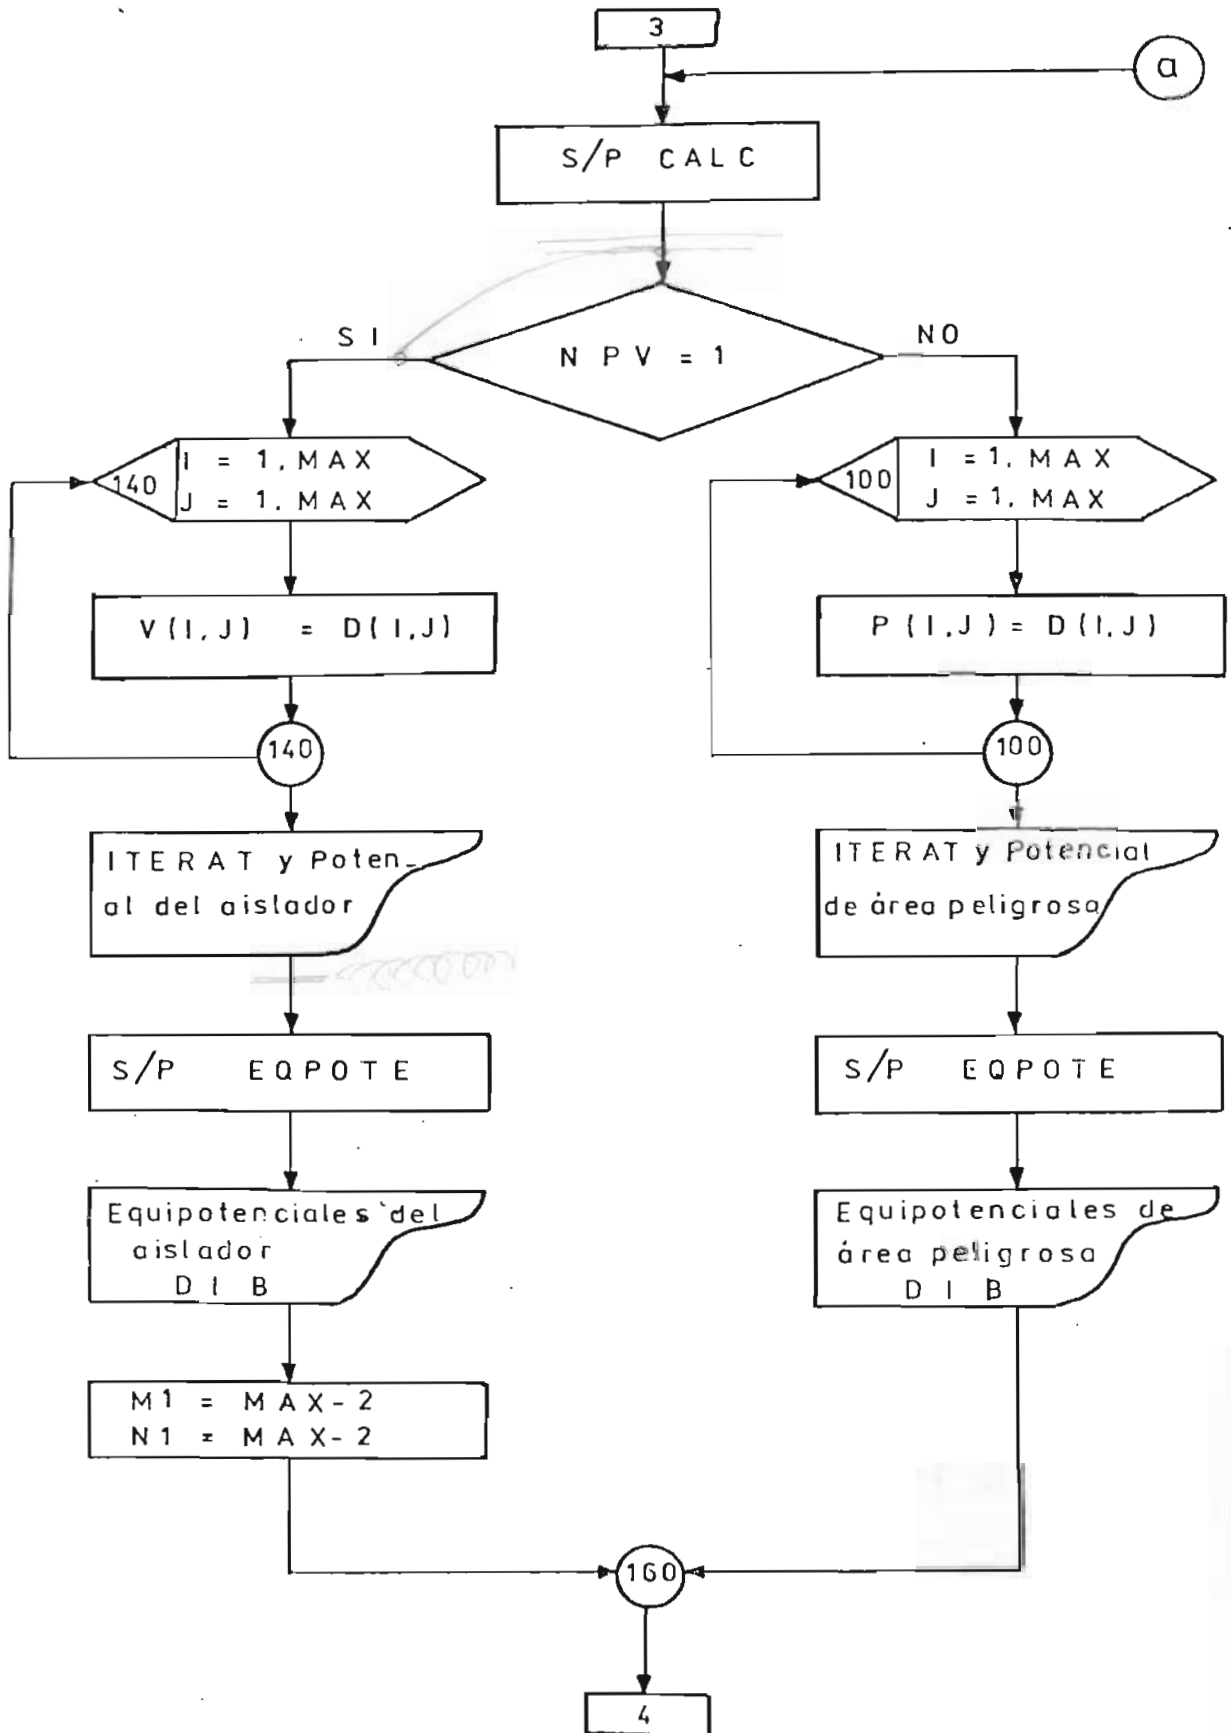 3
a
S/P CALC
NPV = 1
SI
NO
140
I = 1, MAX
J = 1, MAX
V(I,J) = D(I,J)
140
ITERAT y Poten-
al del aislador
S/P EQPOTE
Equipotenciales del
aislador
DIB
M1 = MAX-2
N1 = MAX-2
100
I = 1, MAX
J = 1, MAX
P(I,J) = D(I,J)
100
ITERAT y Potencial
de área peligrosa
S/P EQPOTE
Equipotenciales de
área peligrosa
DIB
160
4